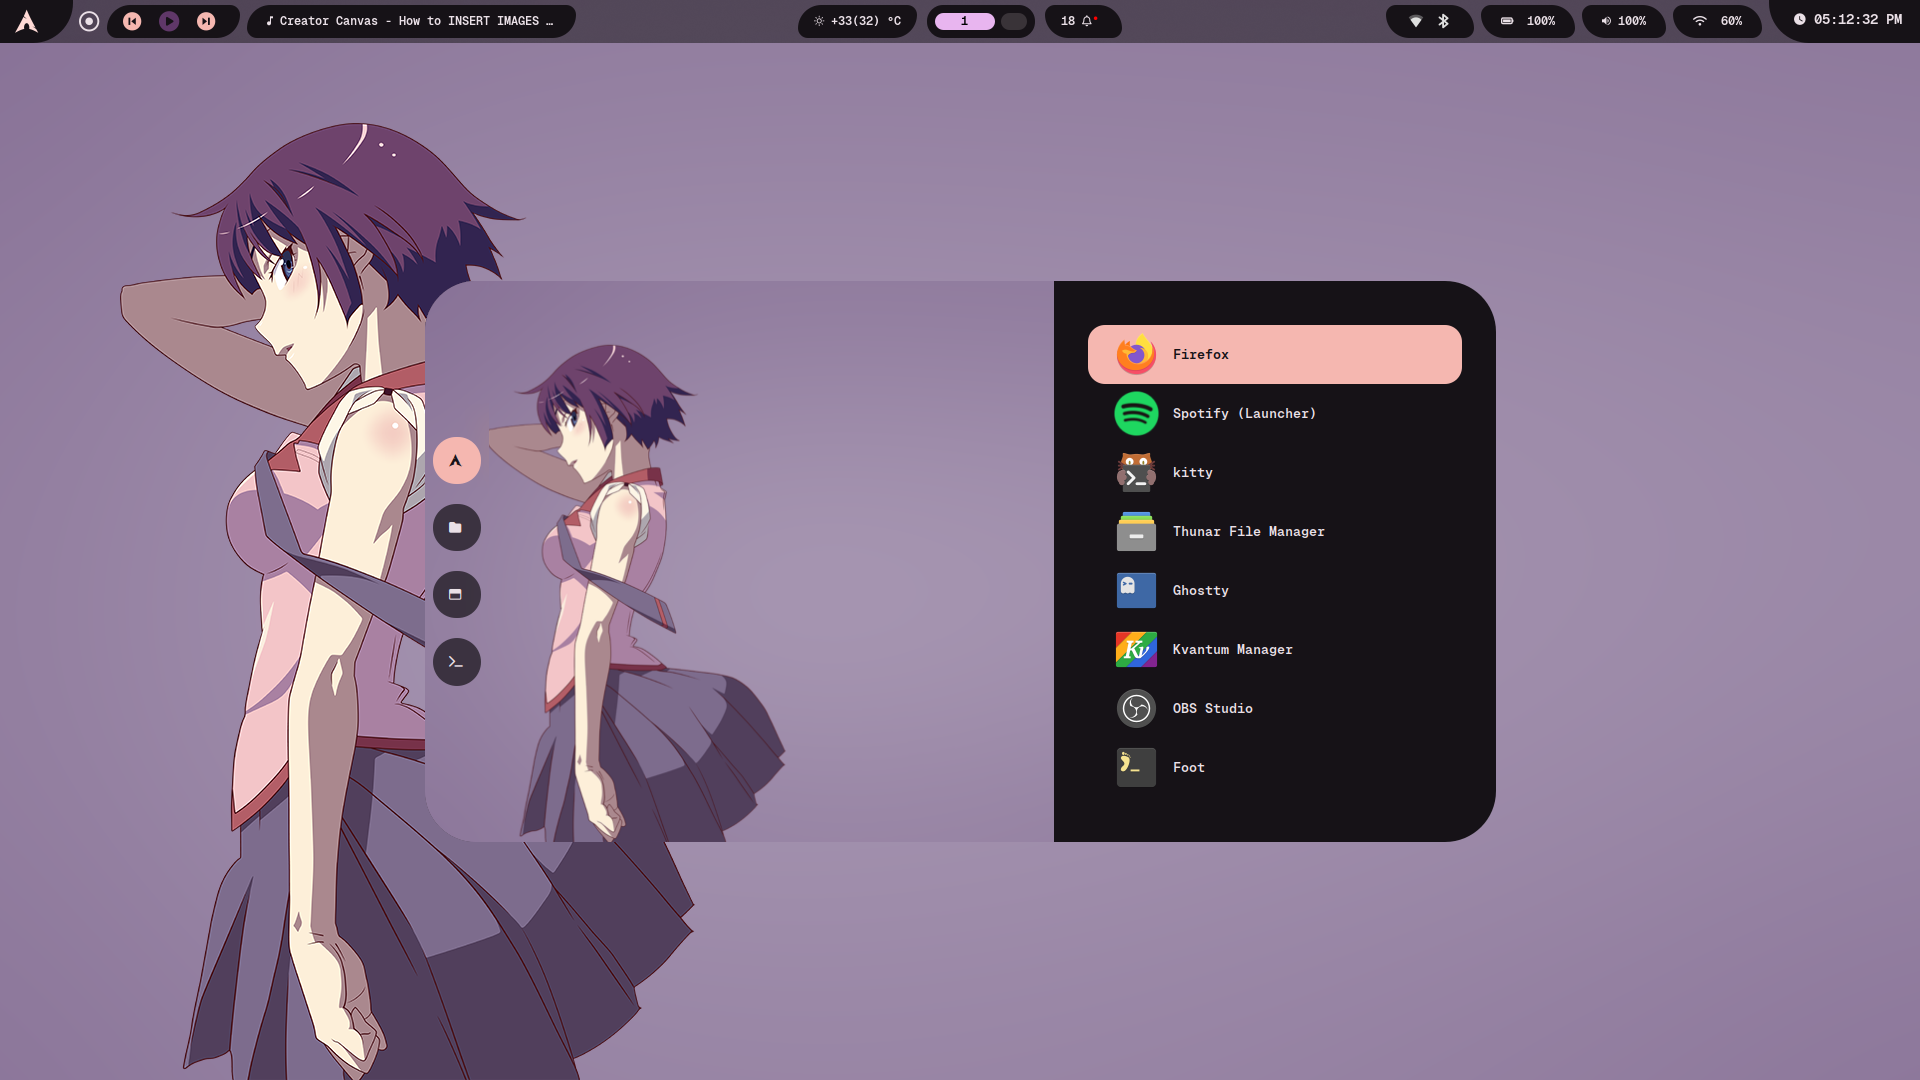 Creator Canvas - How to INSERT IMAGES …
+33(32) °C
1
18
100%
100%
60%
05:12:32 PM
Firefox
Spotify (Launcher)
kitty
Thunar File Manager
Ghostty
Kv
Kvantum Manager
OBS Studio
Foot